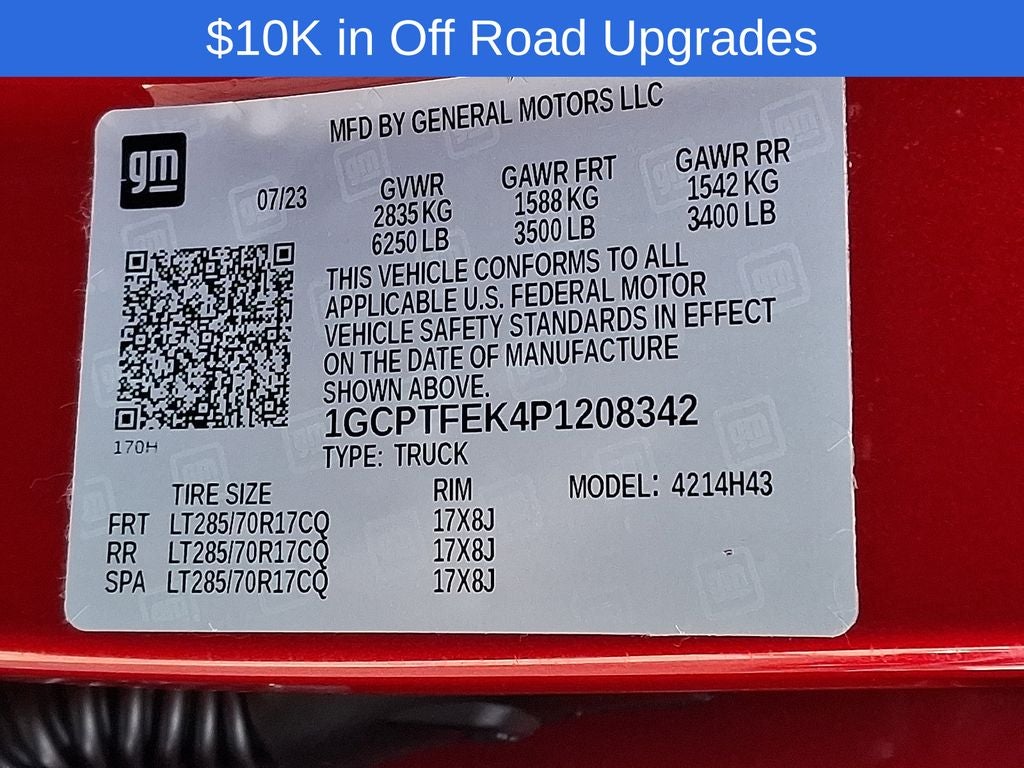 $10K in Off Road Upgrades
MFD BY GENERAL MOTORS LLC
gm
07/23
GVWR GAWR FRT GAWR RR
2835 KG 1588 KG 1542 KG
6250 LB 3500 LB 3400 LB
THIS VEHICLE CONFORMS TO ALL
APPLICABLE U.S. FEDERAL MOTOR
VEHICLE SAFETY STANDARDS IN EFFECT
ON THE DATE OF MANUFACTURE
SHOWN ABOVE.
1GCPTFEK4P1208342
170H
TYPE: TRUCK
TIRE SIZE RIM MODEL: 4214H43
FRT LT285/70R17CQ 17X8J
RR LT285/70R17CQ 17X8J
SPA LT285/70R17CQ 17X8J